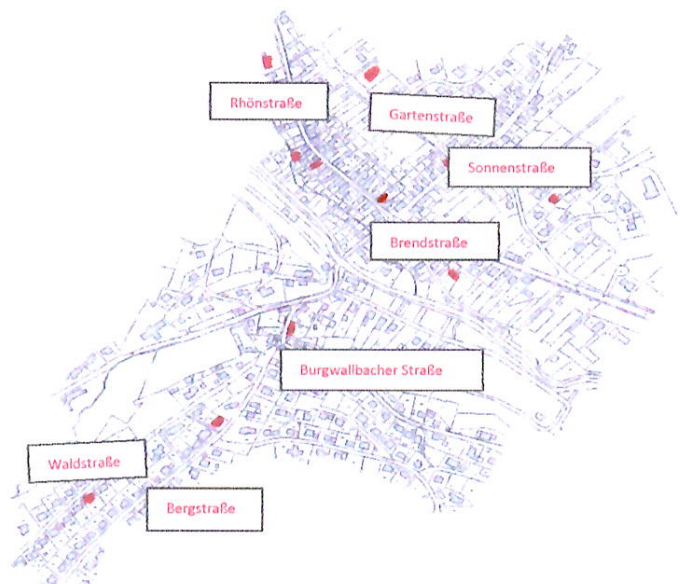 Rhönstraße
Gartenstraße
Sonnenstraße
Brendstraße
Burgwallbacher Straße
Waldstraße
Bergstraße